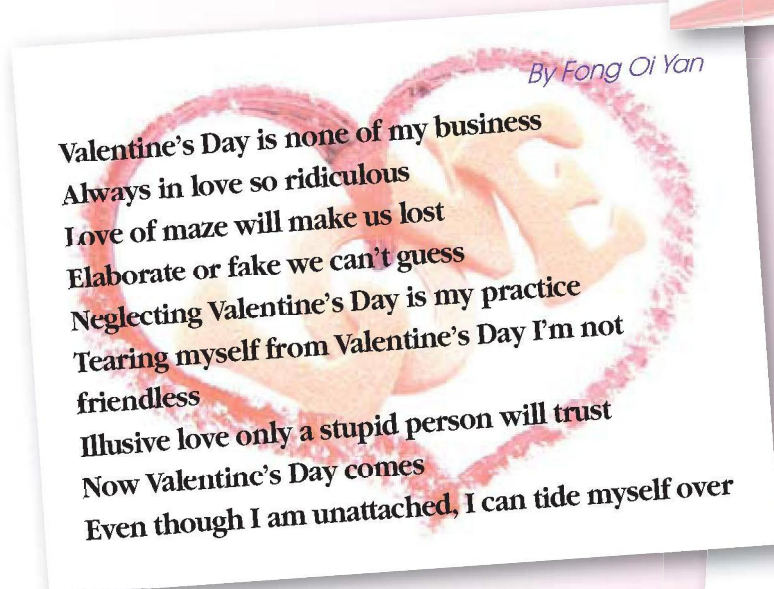 By Fong Oi Yan
Valentine's Day is none of my business
Always in love so ridiculous
Love of maze will make us lost
Elaborate or fake we can't guess
Neglecting Valentine's Day is my practice
Tearing myself from Valentine's Day I'm not
friendless
Illusive love only a stupid person will trust
Now Valentine's Day comes
Even though I am unattached, I can tide myself over
LOVE